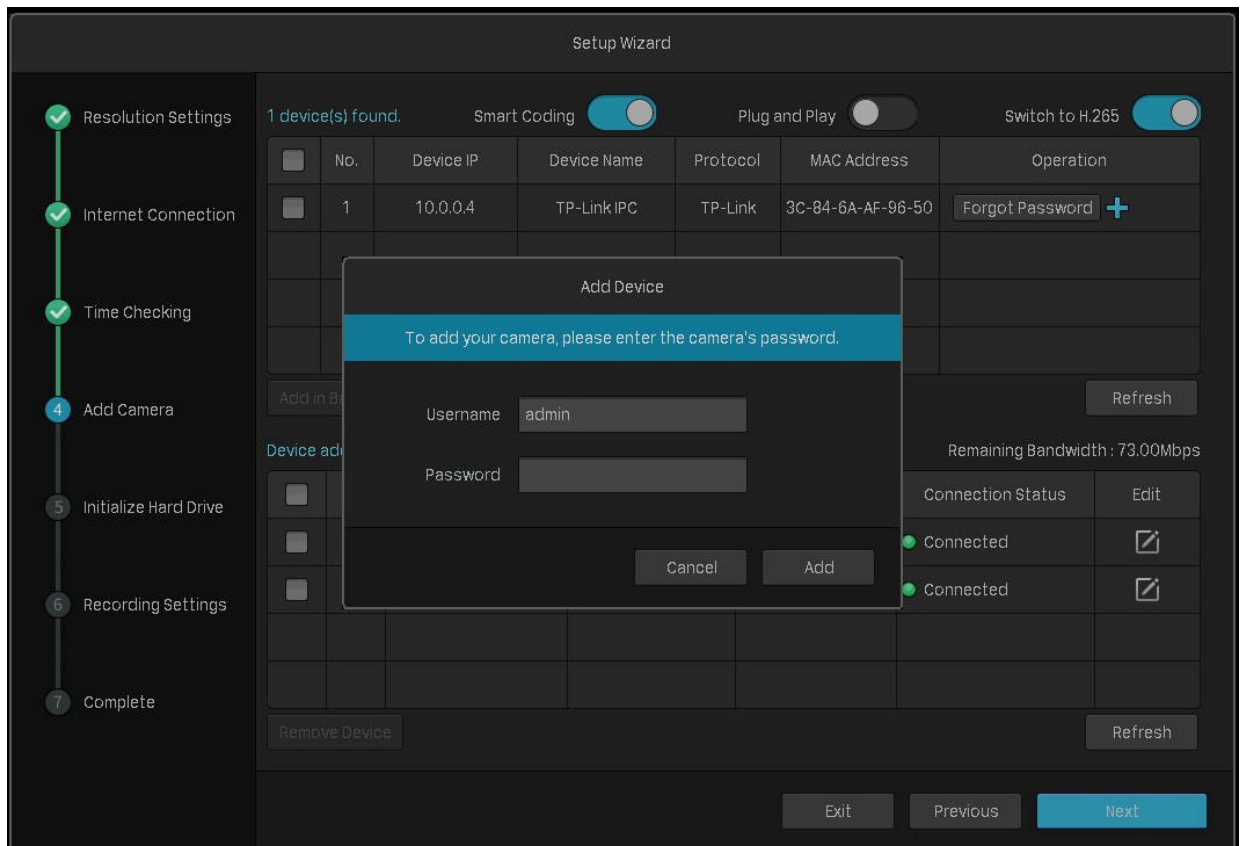 Setup Wizard
Resolution Settings
Internet Connection
Time Checking
4 Add Camera
5 Initialize Hard Drive
6 Recording Settings
7 Complete
1 device(s) found. Smart Coding Plug and Play Switch to H.265
No. Device IP Device Name Protocol MAC Address Operation
1 10.0.0.4 TP-Link IPC TP-Link 3C-84-6A-AF-96-50 Forgot Password
Add in Refresh
Add Device
To add your camera, please enter the camera's password.
Username admin
Password
Cancel Add
Device Remaining Bandwidth : 73.00Mbps
Connection Status Edit
Connected
Connected
Remove Device Refresh
Exit Previous Next